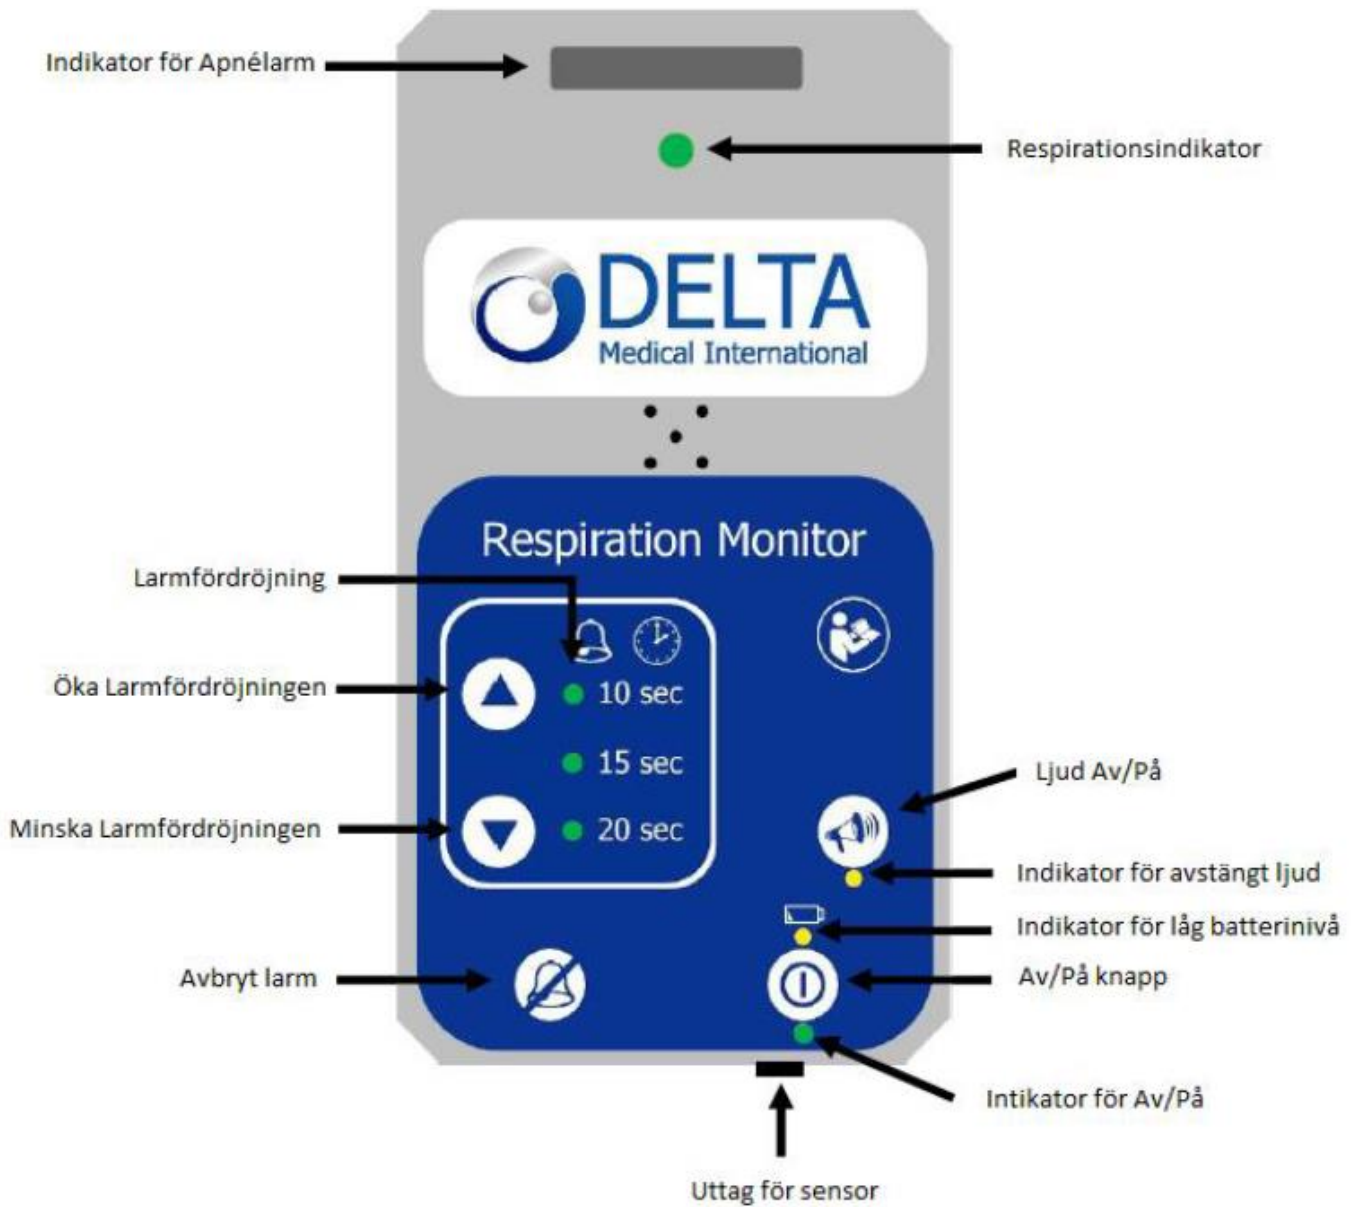 Indikator för Apnélarm
Respirationsindikator
DELTA
Medical International
Respiration Monitor
Larmfördröjning
Öka Larmfördröjningen
10 sec
15 sec
Ljud Av/På
Minska Larmfördröjningen
20 sec
Indikator för avstängt ljud
Indikator för låg batterinivå
Avbryt larm
Av/På knapp
Intikator för Av/På
Uttag för sensor